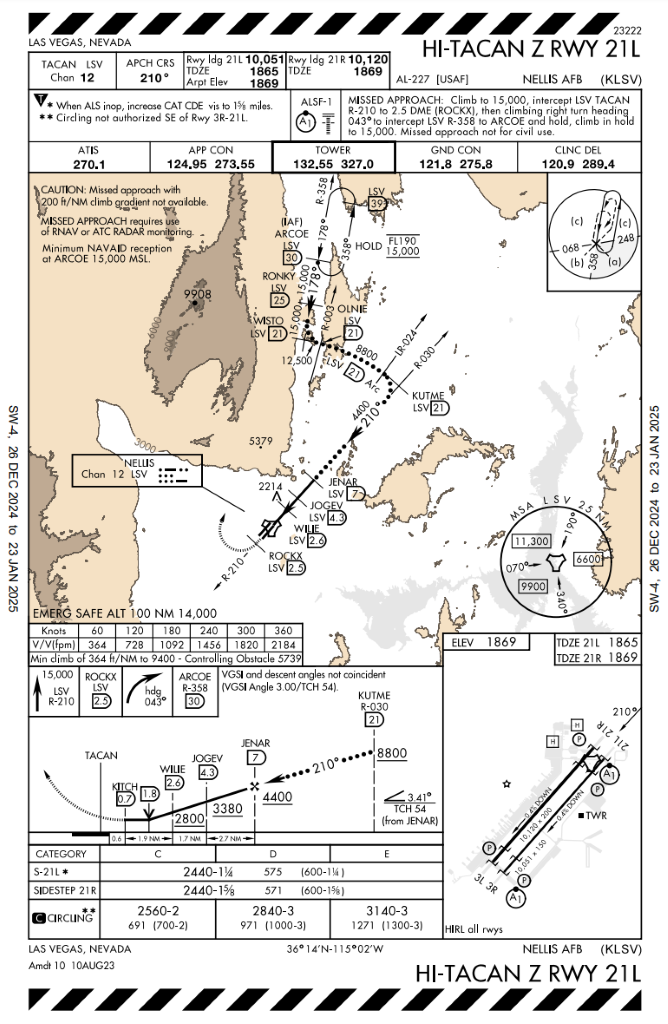 23222
LAS VEGAS, NEVADA
HI-TACAN Z RWY 21L
TACAN LSV
Chan 12
APCH CRS
210°
Rwy ldg 21L 10,051
TDZE 1865
Arpt Elev 1869
Rwy ldg 21R 10,120
TDZE 1869
AL-227 [USAF]
NELLIS AFB (KLSV)
T
* When ALS inop, increase CAT CDE vis to 1⅝ miles.
** Circling not authorized SE of Rwy 3R-21L.
ALSF-1
A1
MISSED APPROACH: Climb to 15,000, intercept LSV TACAN
R-210 to 2.5 DME (ROCKX), then climbing right turn heading
043° to intercept LSV R-358 to ARCOE and hold, climb in hold
to 15,000. Missed approach not for civil use.
ATIS
270.1
APP CON
124.95 273.55
TOWER
132.55 327.0
GND CON
121.8 275.8
CLNC DEL
120.9 289.4
CAUTION: Missed approach with
200 ft/NM climb gradient not available.
MISSED APPROACH requires use
of RNAV or ATC RADAR monitoring.
Minimum NAVAID reception
at ARCOE 15,000 MSL.
R-358
LSV
39
178°
358°
HOLD
FL190
15,000
(IAF)
ARCOE
LSV
30
RONKY
LSV
25
15,000
178°
R-003
WISTO
LSV 21
15,000
12,500
OLNIE
LSV
21
8800
LSV 21 Arc
LR-024
R-030
KUTME
LSV 21
4400
210°
9908
6000
9000
3000
5379
NELLIS
Chan 12 LSV
2214
JENAR
LSV 7
JOGEV
LSV 4.3
WILIE
LSV 2.6
ROCKX
LSV 2.5
R-210
(c)
(c)
068
248
(b)
(a)
358
MSA LSV 25 NM
190°
11,300
070°
6600
9900
340°
SW-4, 26 DEC 2024 to 23 JAN 2025
SW-4, 26 DEC 2024 to 23 JAN 2025
EMERG SAFE ALT 100 NM 14,000
Knots 60 120 180 240 300 360
V/V(fpm) 364 728 1092 1456 1820 2184
Min climb of 364 ft/NM to 9400 - Controlling Obstacle 5739
15,000
LSV
R-210
ROCKX
LSV
2.5
hdg
043°
ARCOE
R-358
30
VGSI and descent angles not coincident
(VGSI Angle 3.00/TCH 54).
KUTME
R-030
21
8800
210°
JENAR
7
4400
JOGEV
4.3
3380
WILIE
2.6
2800
1.8
KITCH
0.7
TACAN
3.41°
TCH 54
(from JENAR)
0.6 1.9 NM 1.7 NM 2.7 NM
CATEGORY C D E
S-21L * 2440-1¼ 575 (600-1¼)
SIDESTEP 21R 2440-1⅝ 571 (600-1⅝)
C CIRCLING **
2560-2
691 (700-2)
2840-3
971 (1000-3)
3140-3
1271 (1300-3)
ELEV 1869
TDZE 21L 1865
TDZE 21R 1869
210°
21L 21R
H
H
P
P
A1
TWR
0.4% DOWN
0.4% DOWN
10,120 X 200
10,051 X 150
P
P
3L 3R
A1
HIRL all rwys
LAS VEGAS, NEVADA
Amdt 10 10AUG23
36°14'N-115°02'W
NELLIS AFB (KLSV)
HI-TACAN Z RWY 21L